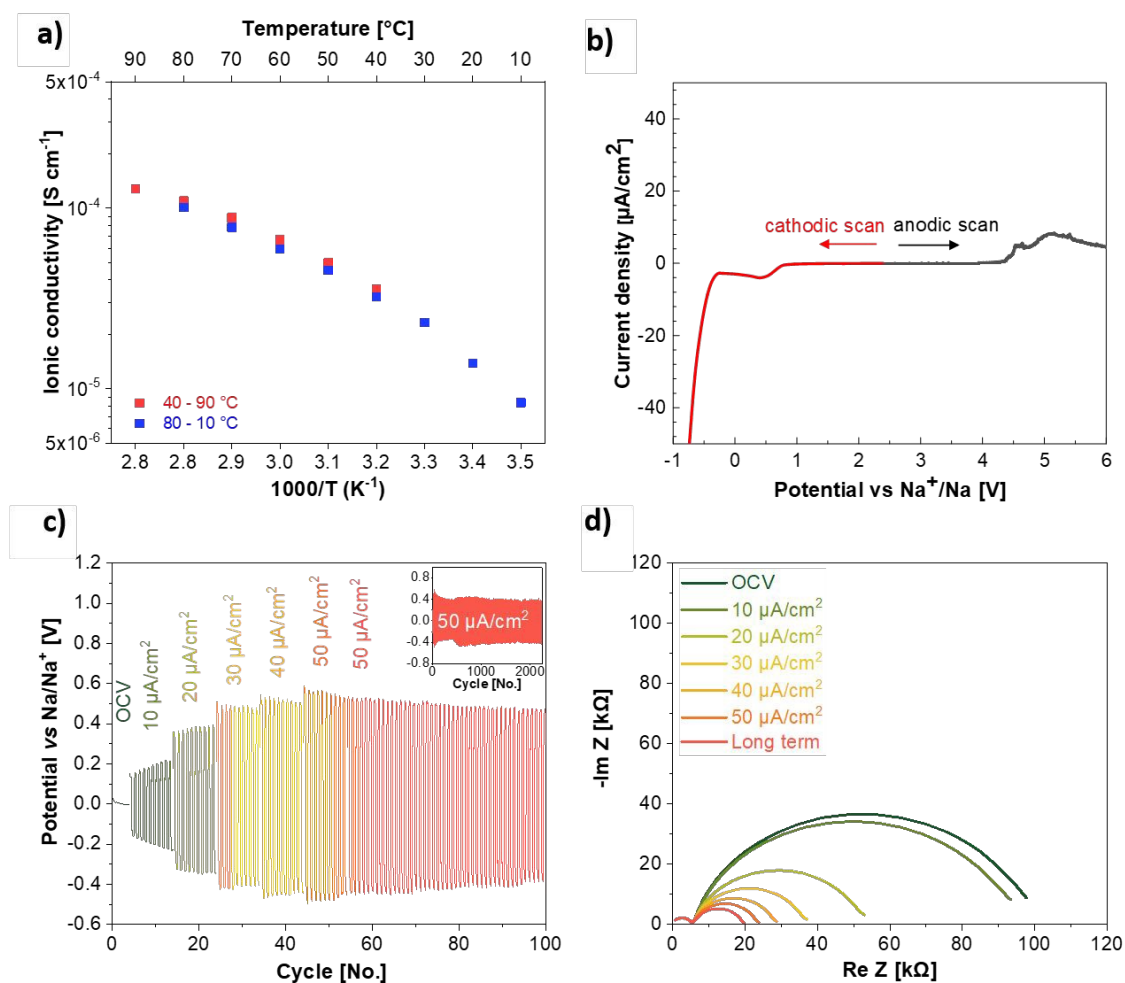 a)
Temperature [°C]
90 80 70 60 50 40 30 20 10
5x10⁻⁴
10⁻⁴
10⁻⁵
5x10⁻⁶
Ionic conductivity [S cm⁻¹]
40 - 90 °C
80 - 10 °C
2.8 2.8 2.9 3.0 3.1 3.2 3.3 3.4 3.5
1000/T (K⁻¹)
b)
40
20
0
-20
-40
Current density [µA/cm²]
cathodic scan
anodic scan
-1 0 1 2 3 4 5 6
Potential vs Na⁺/Na [V]
c)
1.2
1.0
0.8
0.6
0.4
0.2
0.0
-0.2
-0.4
-0.6
Potential vs Na/Na⁺ [V]
OCV
10 µA/cm²
20 µA/cm²
30 µA/cm²
40 µA/cm²
50 µA/cm²
50 µA/cm²
0.8
0.4
0.0
-0.4
-0.8
50 µA/cm²
0 1000 2000
Cycle [No.]
0 20 40 60 80 100
Cycle [No.]
d)
120
100
80
60
40
20
0
-Im Z [kΩ]
OCV
10 µA/cm²
20 µA/cm²
30 µA/cm²
40 µA/cm²
50 µA/cm²
Long term
0 20 40 60 80 100 120
Re Z [kΩ]